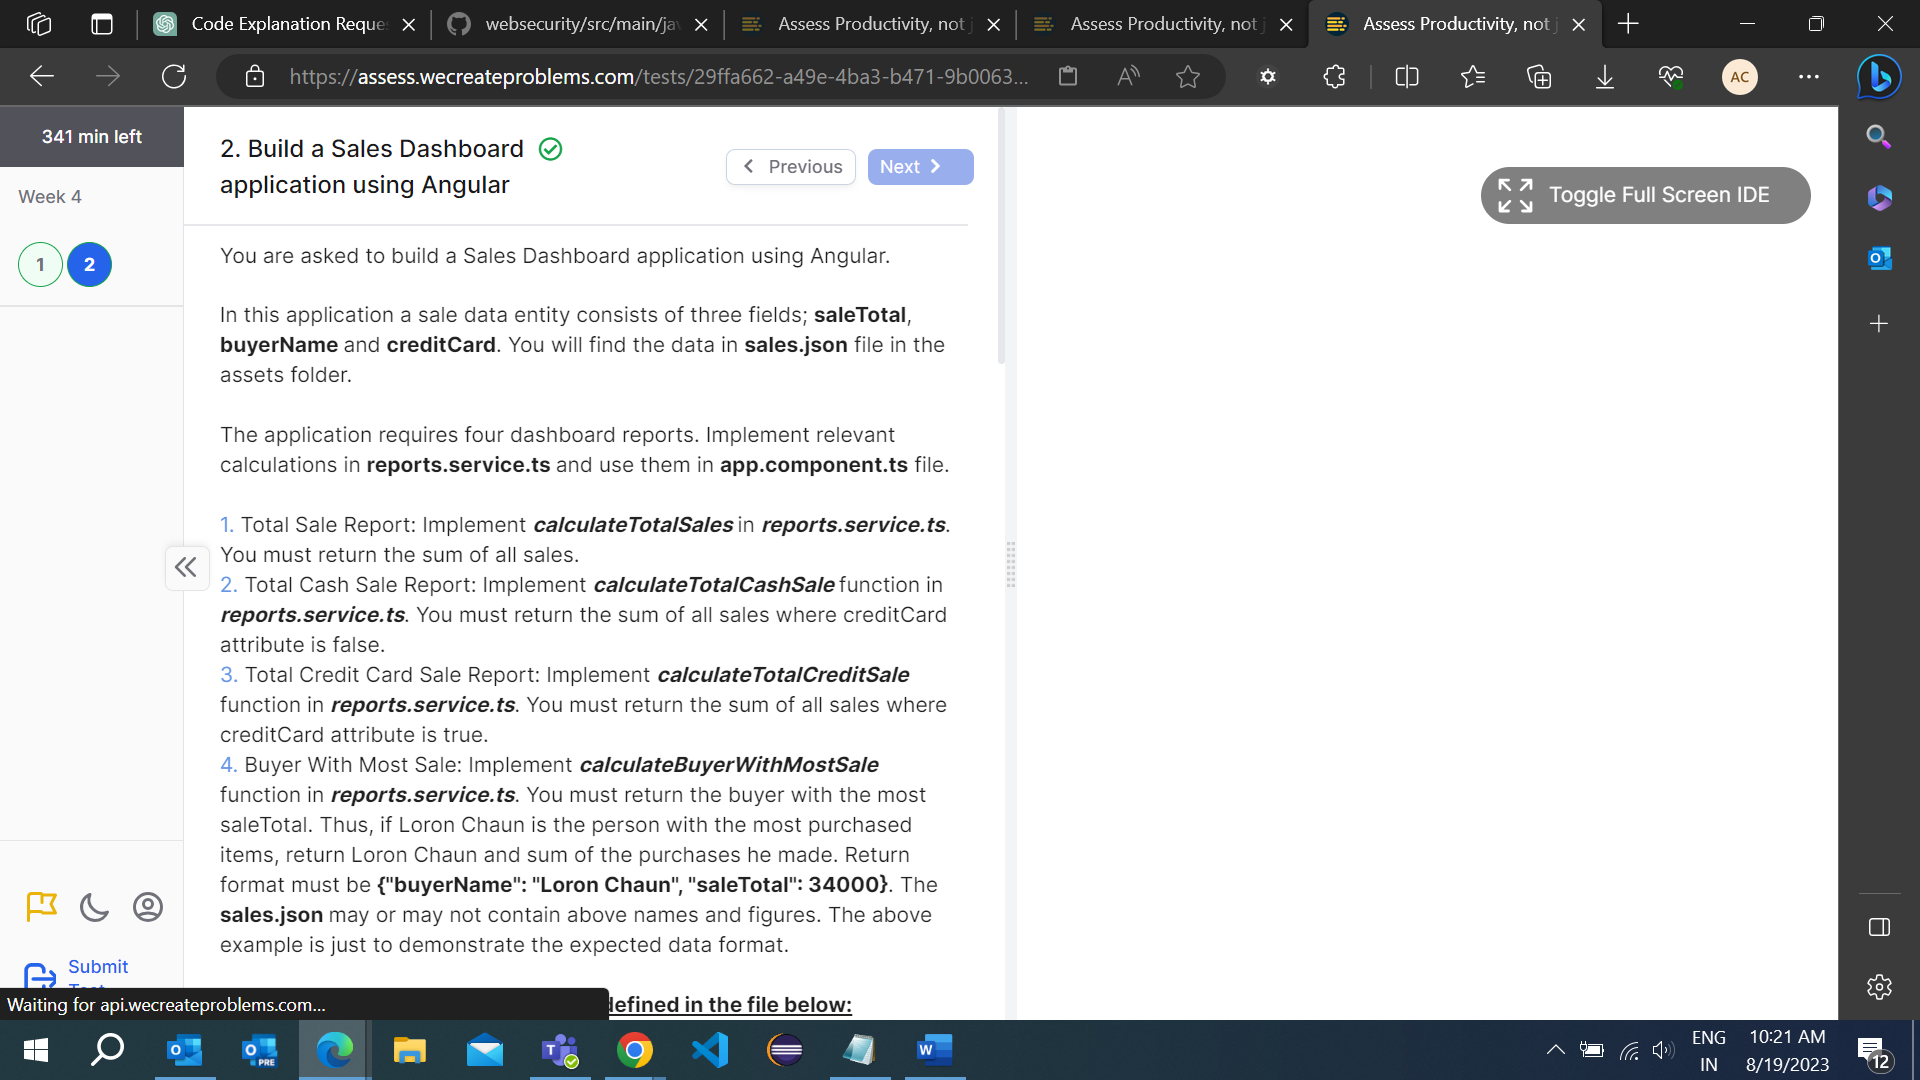 Code Explanation Reque
websecurity/src/main/jav
Assess Productivity, not j
Assess Productivity, not j
Assess Productivity, not j
https://assess.wecreateproblems.com/tests/29ffa662-a49e-4ba3-b471-9b0063...
AC
341 min left
Week 4
1
2
2. Build a Sales Dashboard
application using Angular
Previous
Next
Toggle Full Screen IDE
You are asked to build a Sales Dashboard application using Angular.
In this application a sale data entity consists of three fields; saleTotal,
buyerName and creditCard. You will find the data in sales.json file in the
assets folder.
The application requires four dashboard reports. Implement relevant
calculations in reports.service.ts and use them in app.component.ts file.
1. Total Sale Report: Implement calculateTotalSales in reports.service.ts.
You must return the sum of all sales.
2. Total Cash Sale Report: Implement calculateTotalCashSale function in
reports.service.ts. You must return the sum of all sales where creditCard
attribute is false.
3. Total Credit Card Sale Report: Implement calculateTotalCreditSale
function in reports.service.ts. You must return the sum of all sales where
creditCard attribute is true.
4. Buyer With Most Sale: Implement calculateBuyerWithMostSale
function in reports.service.ts. You must return the buyer with the most
saleTotal. Thus, if Loron Chaun is the person with the most purchased
items, return Loron Chaun and sum of the purchases he made. Return
format must be {"buyerName": "Loron Chaun", "saleTotal": 34000}. The
sales.json may or may not contain above names and figures. The above
example is just to demonstrate the expected data format.
defined in the file below:
Submit
Waiting for api.wecreateproblems.com...
PRE
ENG
IN
10:21 AM
8/19/2023
12